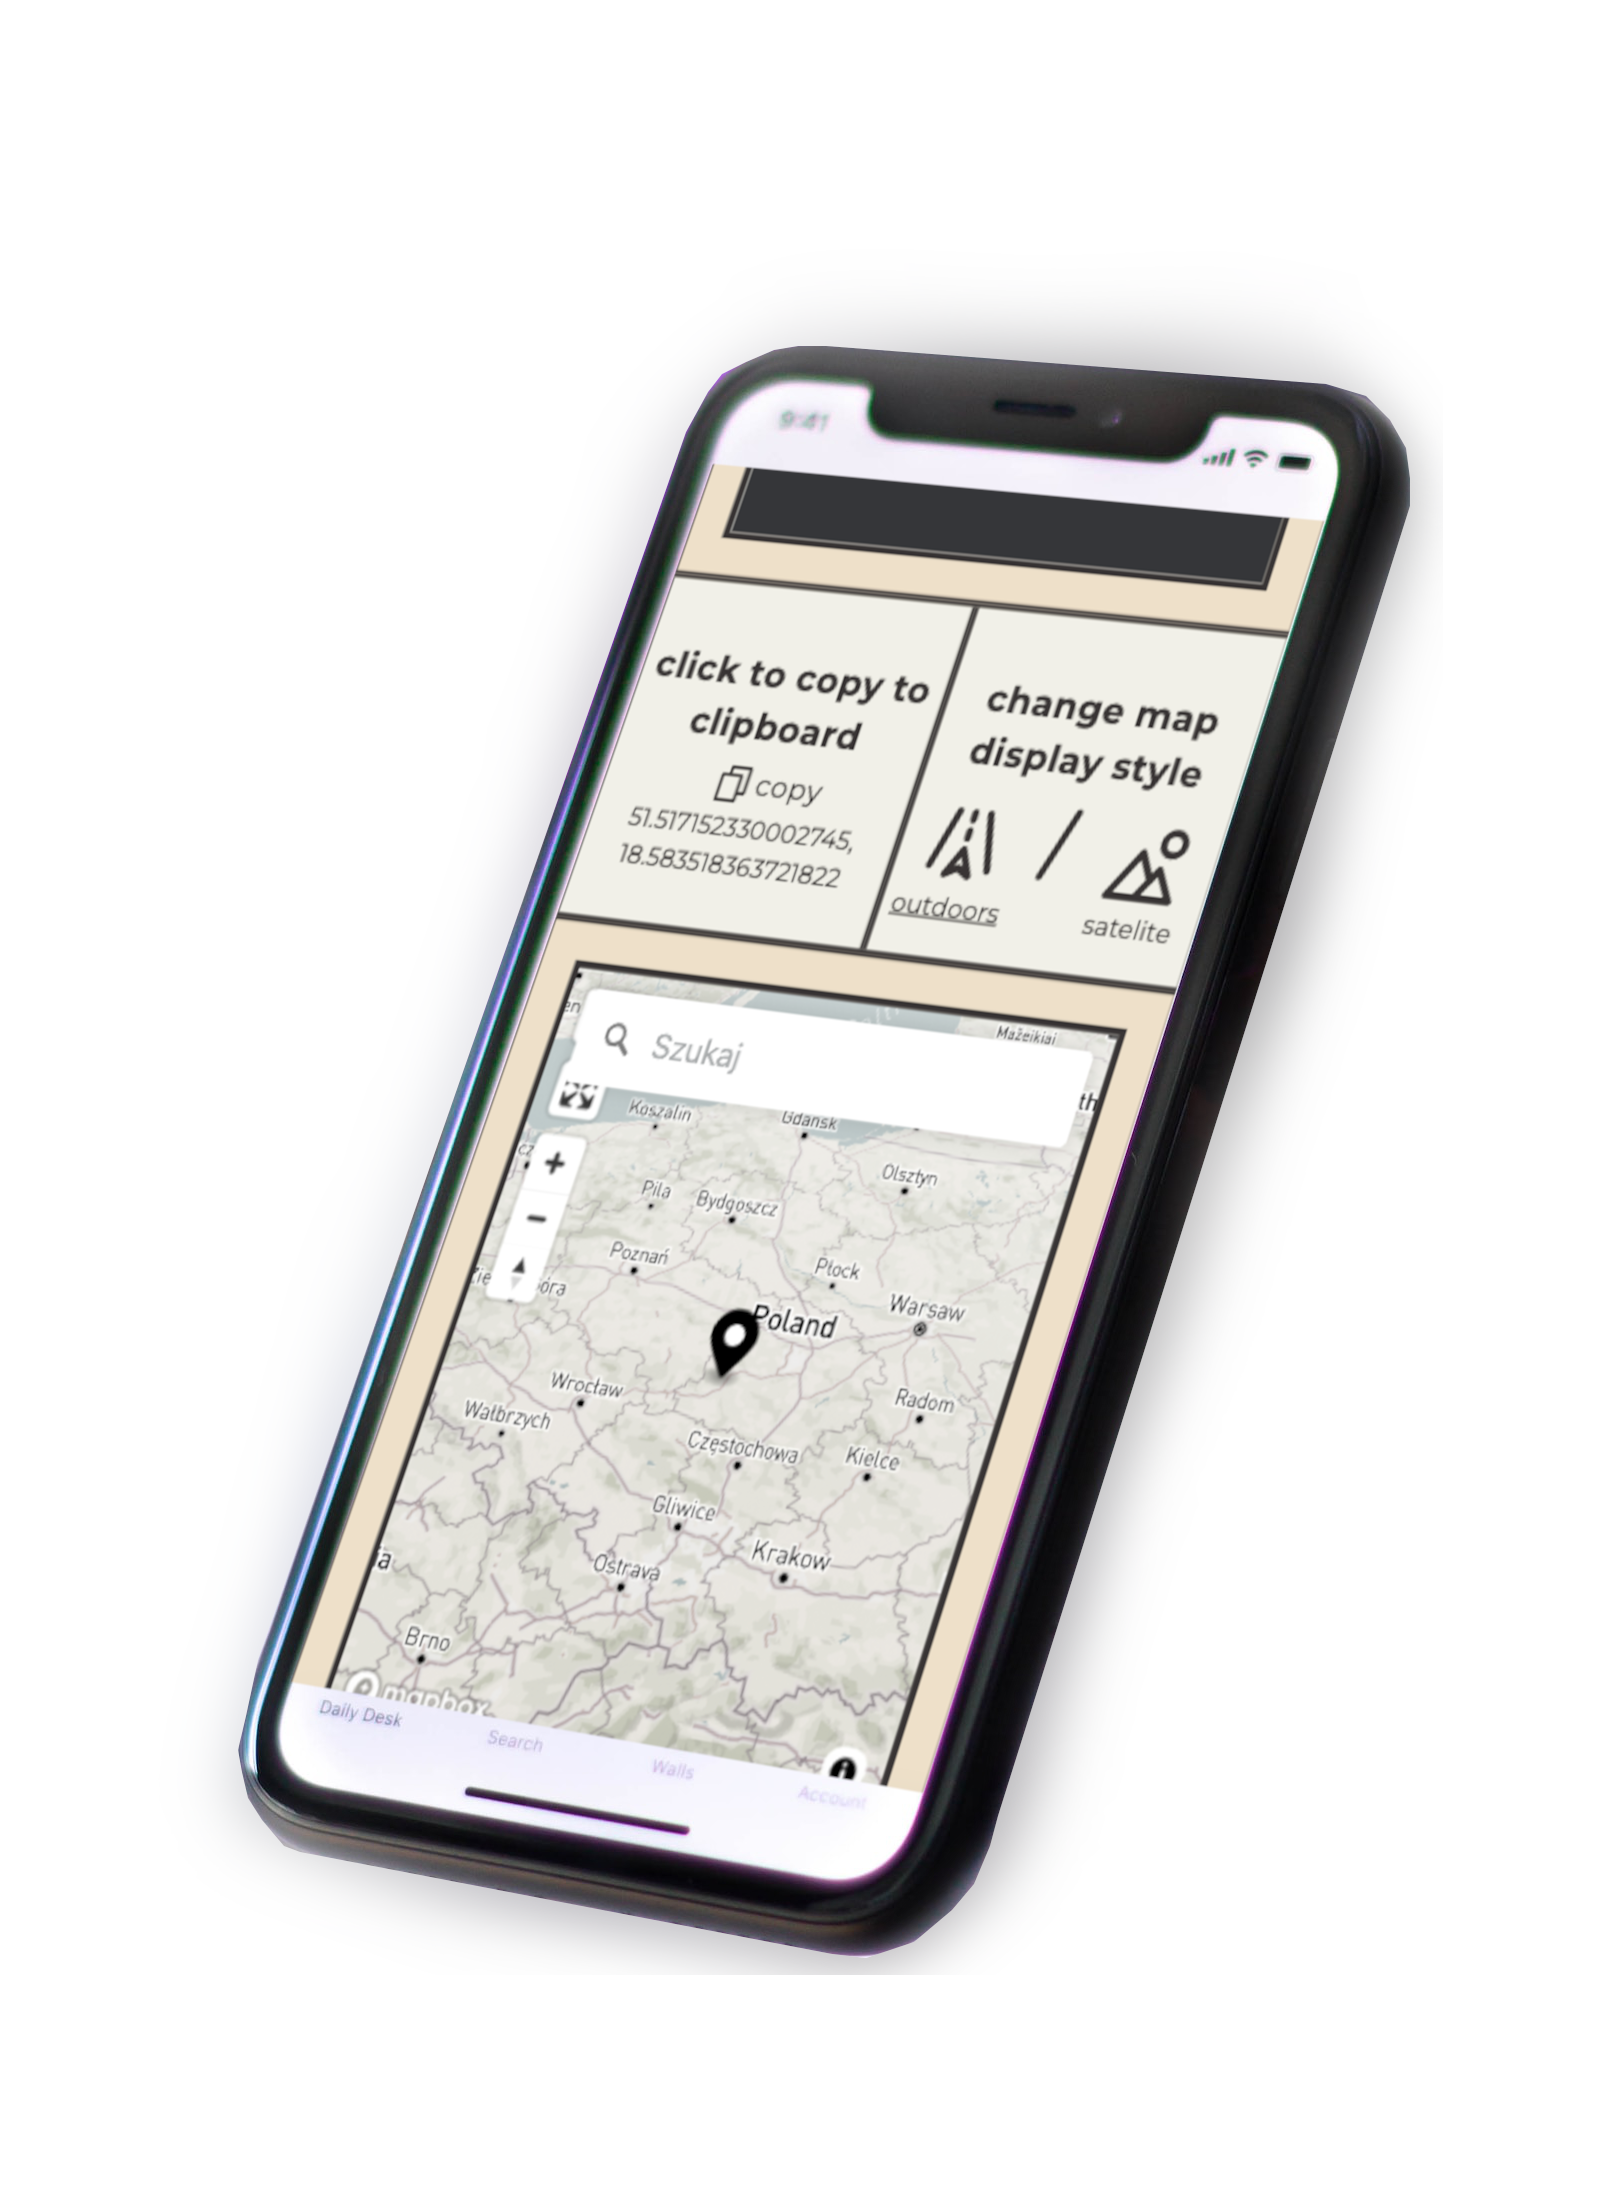 9:41
click to copy to
clipboard
copy
51.517152330002745,
18.583518363721822
change map
display style
outdoors
satelite
Mažeikiai
Szukaj
Koszalin
Gdansk
Olsztyn
Piła
Bydgoszcz
Poznań
Płock
óra
Warsaw
Poland
Wrocław
Radom
Wałbrzych
Częstochowa
Kielce
Gliwice
Krakow
Ostrava
Brno
mapbox
Daily Desk
Search
Walls
Account